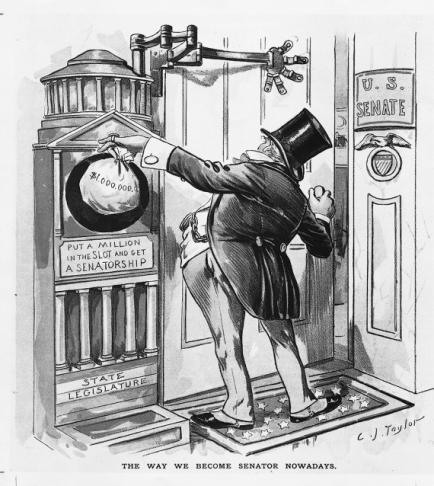 U. S.
SENATE
$1,000,000.
PUT A MILLION
IN THE SLOT AND GET
A SENATORSHIP
STATE
LEGISLATURE
C. J. Taylor
THE WAY WE BECOME SENATOR NOWADAYS.